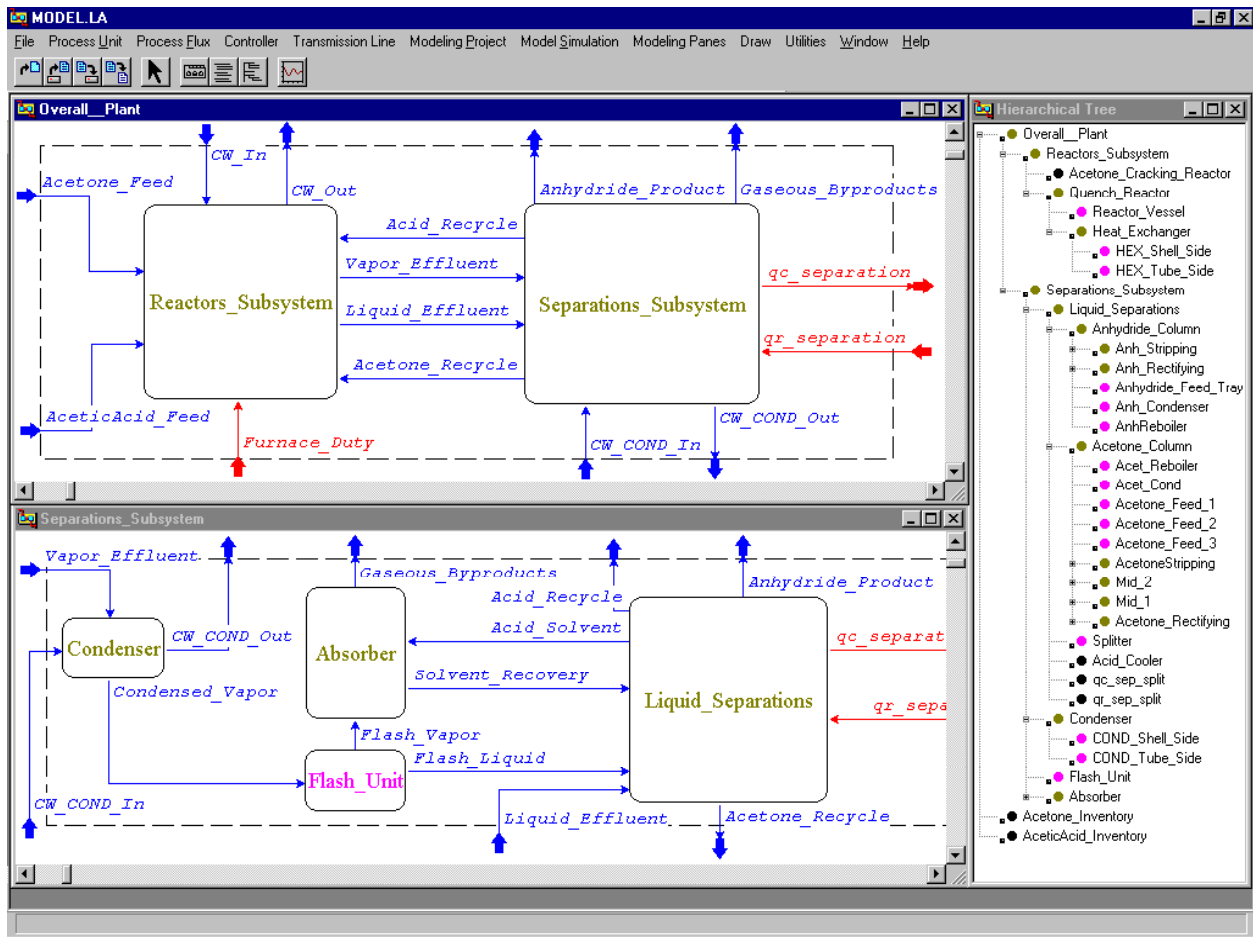 MODEL.LA
File Process Unit Process Flux Controller Transmission Line Modeling Project Model Simulation Modeling Panes Draw Utilities Window Help
Overall__Plant
CW_In
Acetone_Feed
CW_Out
Anhydride_Product
Gaseous_Byproducts
Acid_Recycle
Vapor_Effluent
qc_separation
Reactors_Subsystem
Separations_Subsystem
Liquid_Effluent
qr_separation
Acetone_Recycle
AceticAcid_Feed
Furnace_Duty
CW_COND_In
CW_COND_Out
Separations_Subsystem
Vapor_Effluent
Gaseous_Byproducts
Anhydride_Product
Acid_Recycle
Acid_Solvent
CW_COND_Out
qc_separat
Condenser
Absorber
Solvent_Recovery
Condensed_Vapor
Liquid_Separations
qr_sepa
Flash_Vapor
Flash_Liquid
Flash_Unit
CW_COND_In
Liquid_Effluent
Acetone_Recycle
Hierarchical Tree
Overall__Plant
Reactors_Subsystem
Acetone_Cracking_Reactor
Quench_Reactor
Reactor_Vessel
Heat_Exchanger
HEX_Shell_Side
HEX_Tube_Side
Separations_Subsystem
Liquid_Separations
Anhydride_Column
Anh_Stripping
Anh_Rectifying
Anhydride_Feed_Tray
Anh_Condenser
AnhReboiler
Acetone_Column
Acet_Reboiler
Acet_Cond
Acetone_Feed_1
Acetone_Feed_2
Acetone_Feed_3
AcetoneStripping
Mid_2
Mid_1
Acetone_Rectifying
Splitter
Acid_Cooler
qc_sep_split
qr_sep_split
Condenser
COND_Shell_Side
COND_Tube_Side
Flash_Unit
Absorber
Acetone_Inventory
AceticAcid_Inventory